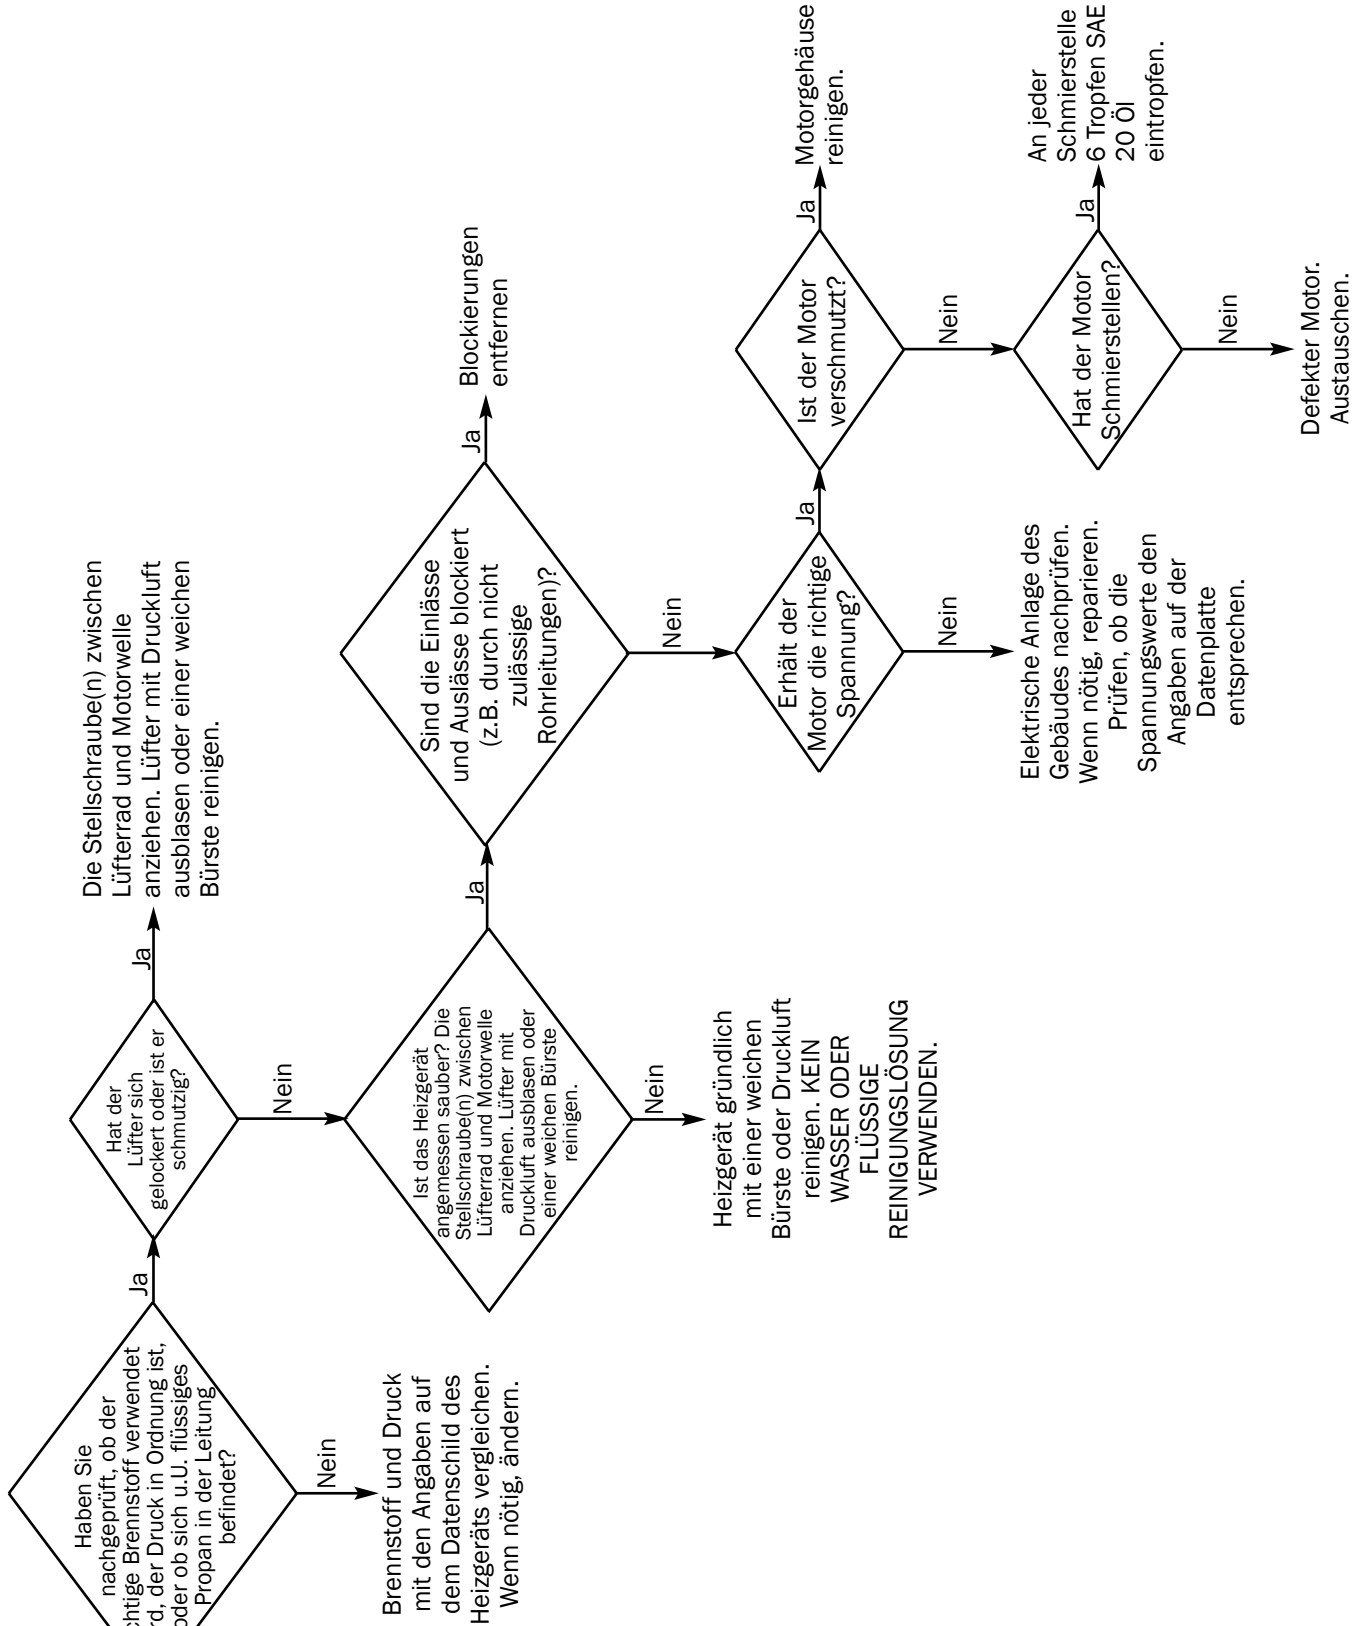 Haben Sie
nachgeprüft, ob der
chtige Brennstoff verwendet
rd, der Druck in Ordnung ist,
oder ob sich u.U. flüssiges
Propan in der Leitung
befindet?
Ja
Nein
Brennstoff und Druck
mit den Angaben auf
dem Datenschild des
Heizgeräts vergleichen.
Wenn nötig, ändern.
Hat der
Lüfter sich
gelockert oder ist er
schmutzig?
Ja
Die Stellschraube(n) zwischen
Lüfterrad und Motorwelle
anziehen. Lüfter mit Druckluft
ausblasen oder einer weichen
Bürste reinigen.
Nein
Ist das Heizgerät
angemessen sauber? Die
Stellschraube(n) zwischen
Lüfterrad und Motorwelle
anziehen. Lüfter mit
Druckluft ausblasen oder
einer weichen Bürste
reinigen.
Ja
Nein
Heizgerät gründlich
mit einer weichen
Bürste oder Druckluft
reinigen. KEIN
WASSER ODER
FLÜSSIGE
REINIGUNGSLÖSUNG
VERWENDEN.
Sind die Einlässe
und Auslässe blockiert
(z.B. durch nicht
zulässige
Rohrleitungen)?
Ja
Blockierungen
entfernen
Nein
Erhält der
Motor die richtige
Spannung?
Ja
Nein
Elektrische Anlage des
Gebäudes nachprüfen.
Wenn nötig, reparieren.
Prüfen, ob die
Spannungswerte den
Angaben auf der
Datenplatte
entsprechen.
Ist der Motor
verschmutzt?
Ja
Motorgehäuse
reinigen.
Nein
Hat der Motor
Schmierstellen?
Ja
An jeder
Schmierstelle
6 Tropfen SAE
20 Öl
eintropfen.
Nein
Defekter Motor.
Austauschen.